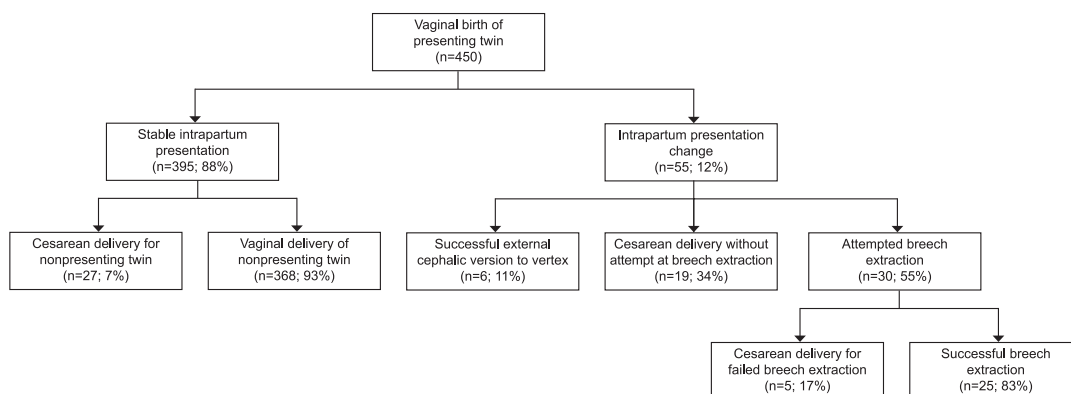 Vaginal birth of
presenting twin
(n=450)
Stable intrapartum
presentation
(n=395; 88%)
Intrapartum presentation
change
(n=55; 12%)
Cesarean delivery for
nonpresenting twin
(n=27; 7%)
Vaginal delivery of
nonpresenting twin
(n=368; 93%)
Successful external
cephalic version to vertex
(n=6; 11%)
Cesarean delivery without
attempt at breech extraction
(n=19; 34%)
Attempted breech
extraction
(n=30; 55%)
Cesarean delivery for
failed breech extraction
(n=5; 17%)
Successful breech
extraction
(n=25; 83%)